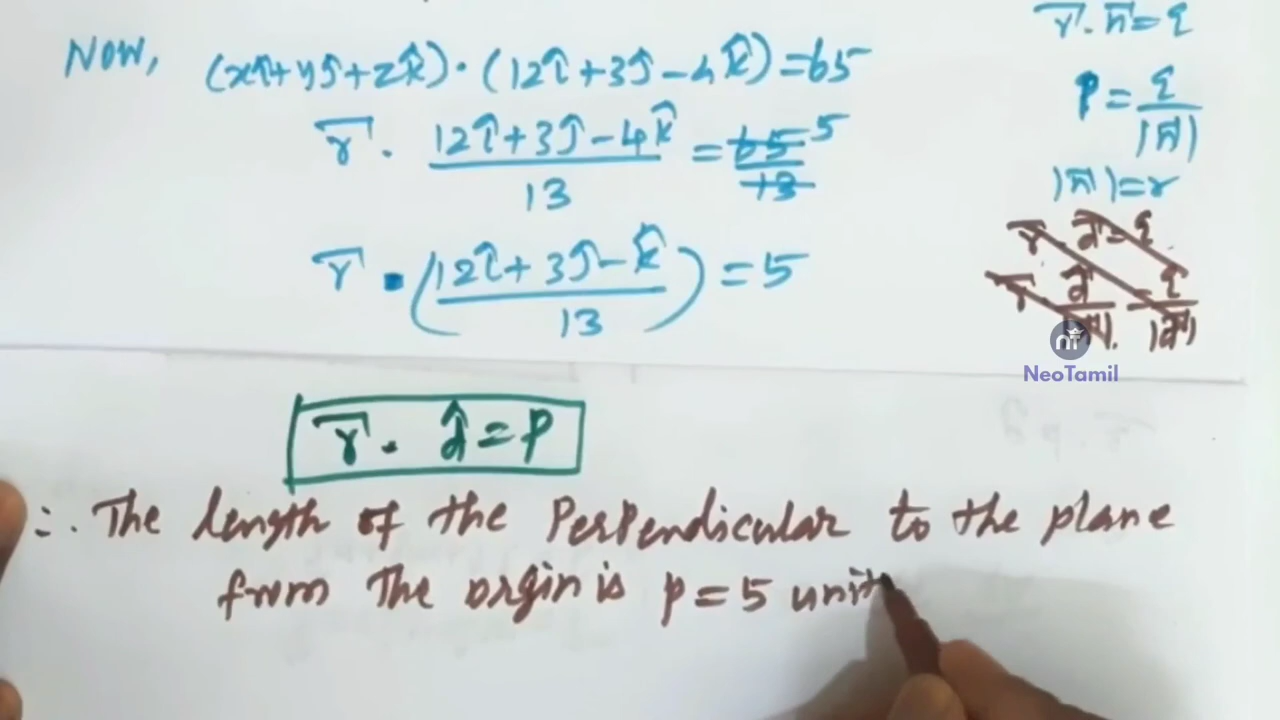 Now, (xî+yĵ+zk̂)·(12î+3ĵ-4k̂)=65
r⃗ · (12î+3ĵ-4k̂)/13 = 65/13 5
r⃗ · (12î+3ĵ-k̂)/13 = 5
r⃗ · d̂ = p
∴ The length of the Perpendicular to the plane
from The orgin is p=5 unit
r⃗ · n⃗ = q
p = q/|n⃗|
NeoTamil